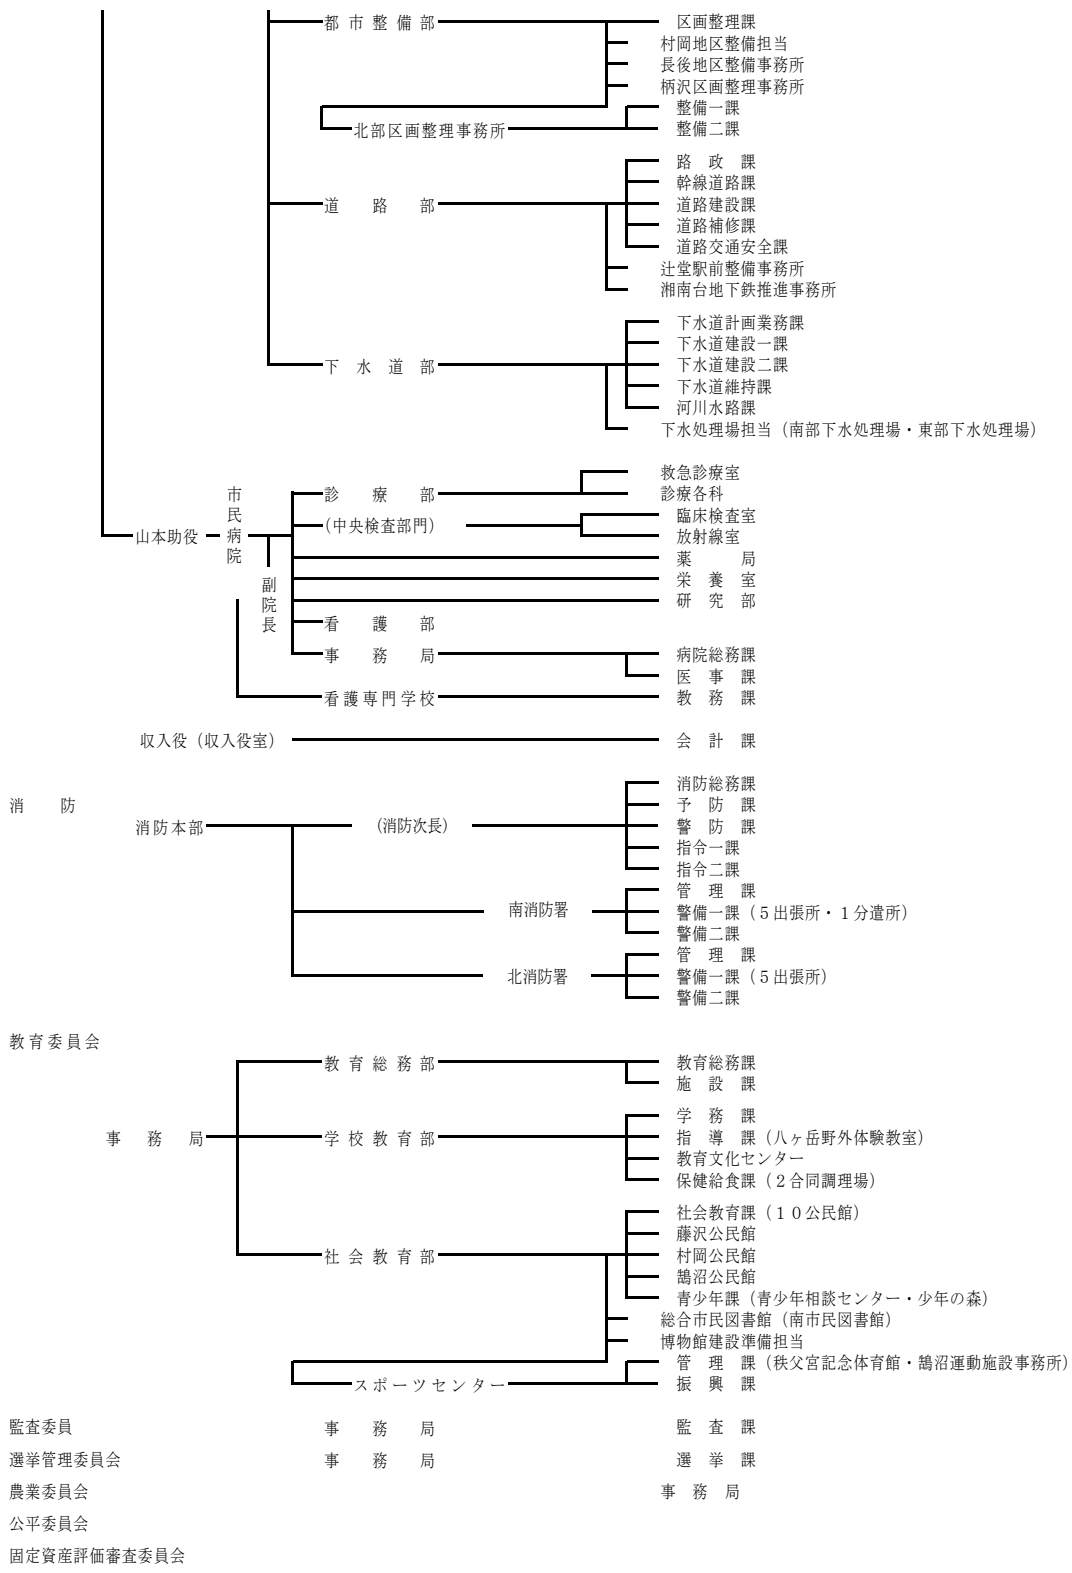 都市整備部 区画整理課
村岡地区整備担当
長後地区整備事務所
柄沢区画整理事務所
整備一課
北部区画整理事務所 整備二課
路政課
幹線道路課
道路部 道路建設課
道路補修課
道路交通安全課
辻堂駅前整備事務所
湘南台地下鉄推進事務所
下水道計画業務課
下水道建設一課
下水道部 下水道建設二課
下水道維持課
河川水路課
下水処理場担当（南部下水処理場・東部下水処理場）
救急診療室
診療部 診療各科
臨床検査室
(中央検査部門)
山本助役 市民病院 放射線室
薬局
栄養室
副院長 研究部
看護部
事務局 病院総務課
医事課
看護専門学校 教務課
収入役（収入役室） 会計課
消防総務課
消防 予防課
消防本部 (消防次長) 警防課
指令一課
指令二課
管理課
南消防署 警備一課（５出張所・１分遣所）
警備二課
管理課
北消防署 警備一課（５出張所）
警備二課
教育委員会
教育総務部 教育総務課
施設課
学務課
事務局 学校教育部 指導課（八ヶ岳野外体験教室）
教育文化センター
保健給食課（２合同調理場）
社会教育課（１０公民館）
藤沢公民館
社会教育部 村岡公民館
鵠沼公民館
青少年課（青少年相談センター・少年の森）
総合市民図書館（南市民図書館）
博物館建設準備担当
管理課（秩父宮記念体育館・鵠沼運動施設事務所）
スポーツセンター 振興課
監査委員 事務局 監査課
選挙管理委員会 事務局 選挙課
農業委員会 事務局
公平委員会
固定資産評価審査委員会